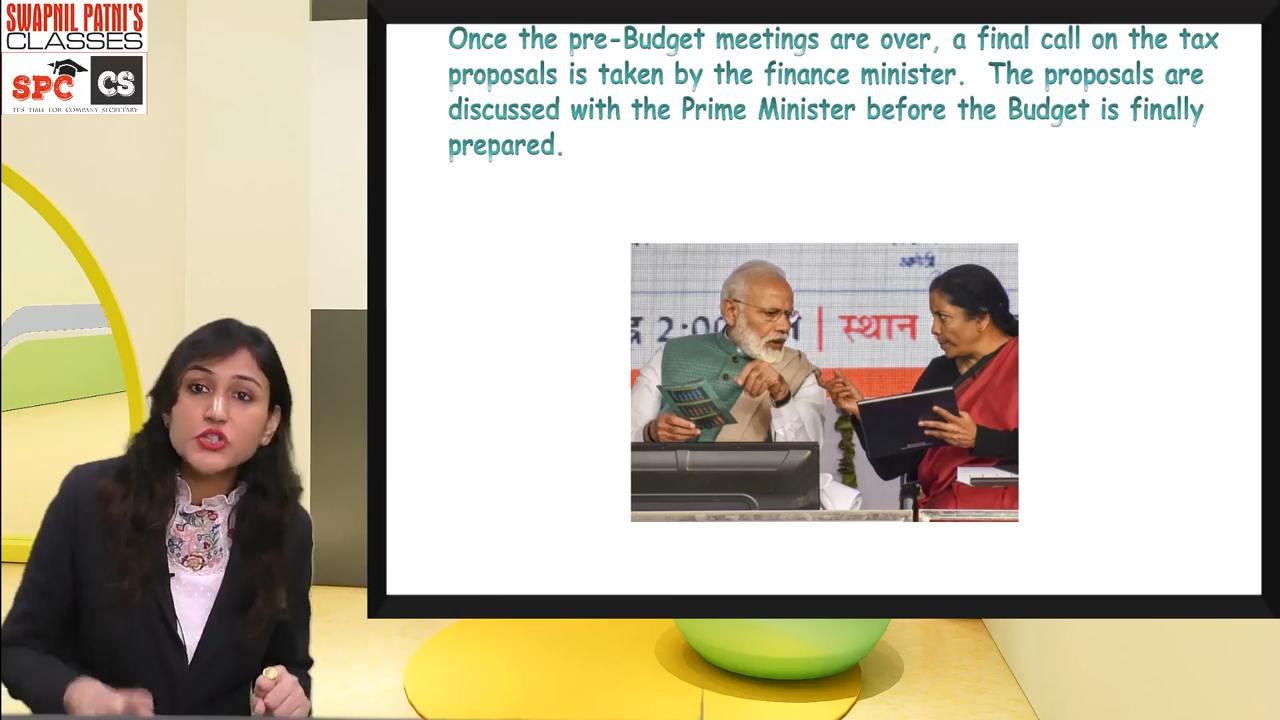 SWAPNIL PATNI'S
CLASSES
SPC CS
IT'S TIME FOR COMPANY SECRETARY
Once the pre-Budget meetings are over, a final call on the tax
proposals is taken by the finance minister. The proposals are
discussed with the Prime Minister before the Budget is finally
prepared.
2:00
| स्थान